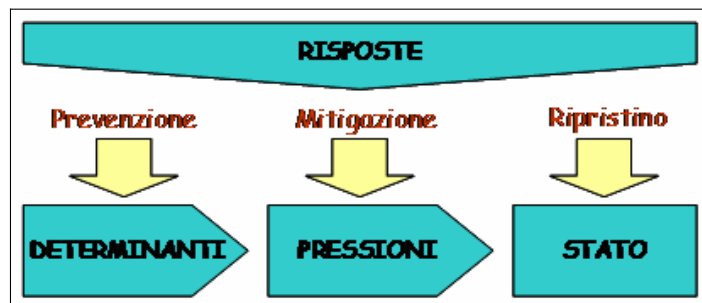 RISPOSTE
Prevenzione Mitigazione Ripristino
DETERMINANTI PRESSIONI STATO